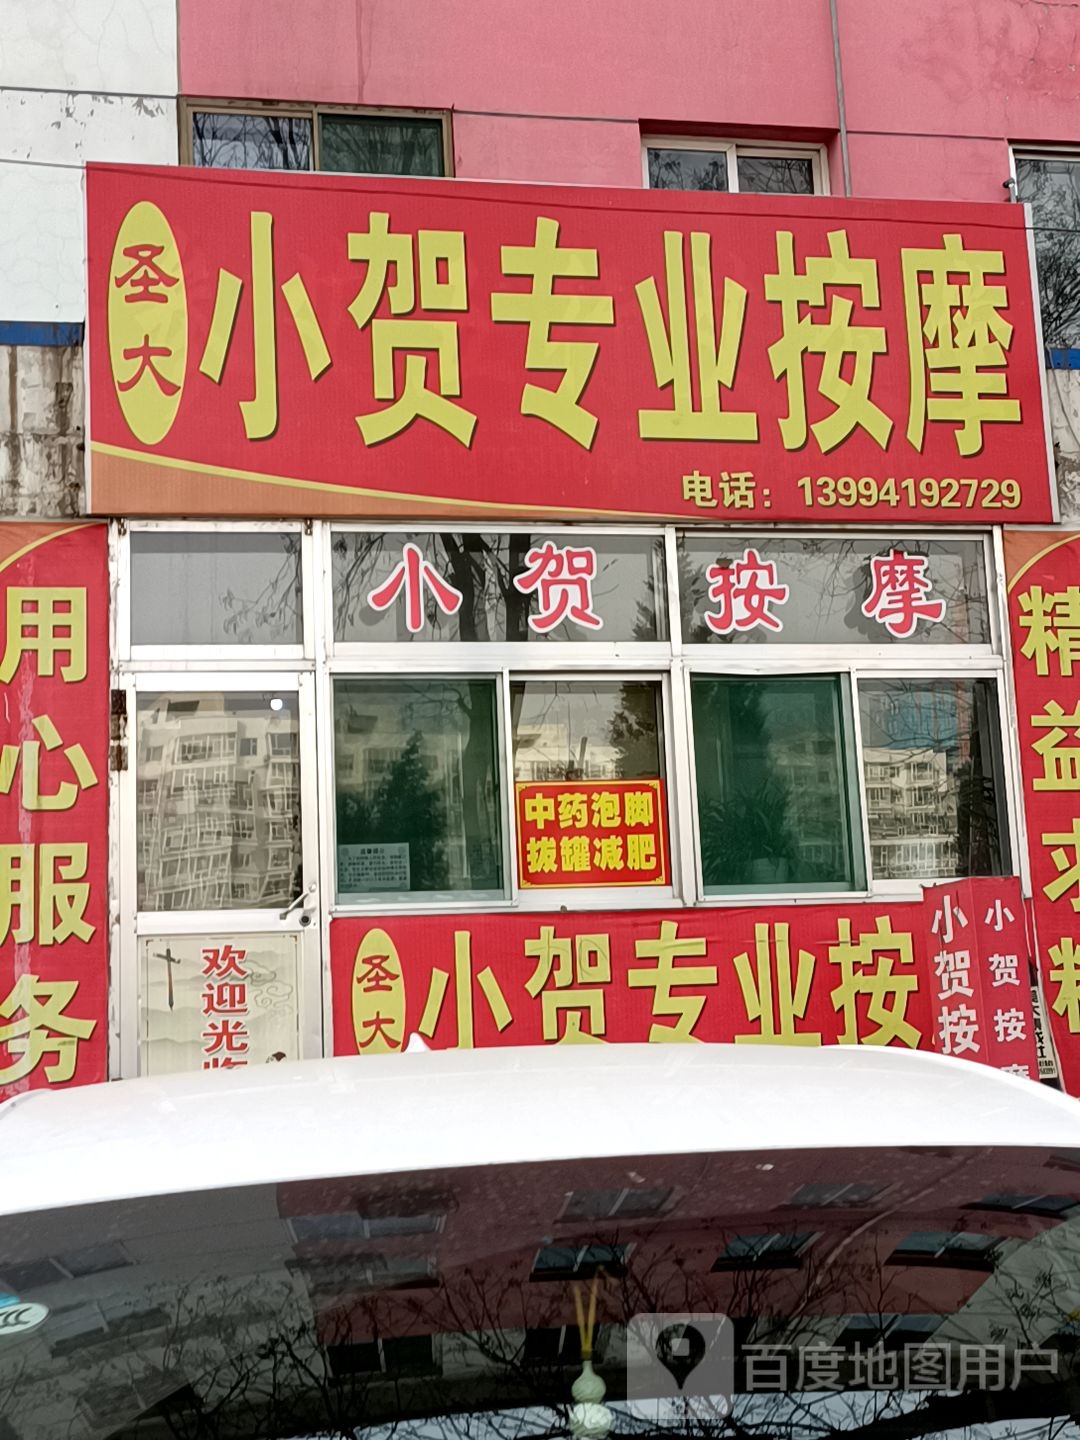 圣大
小贺专业按摩
电话：13994192729
小贺按摩
用心服务
精益求精
中药泡脚
拔罐减肥
欢迎光临
圣大
小贺专业按
小贺按
小贺按摩
百度地图用户